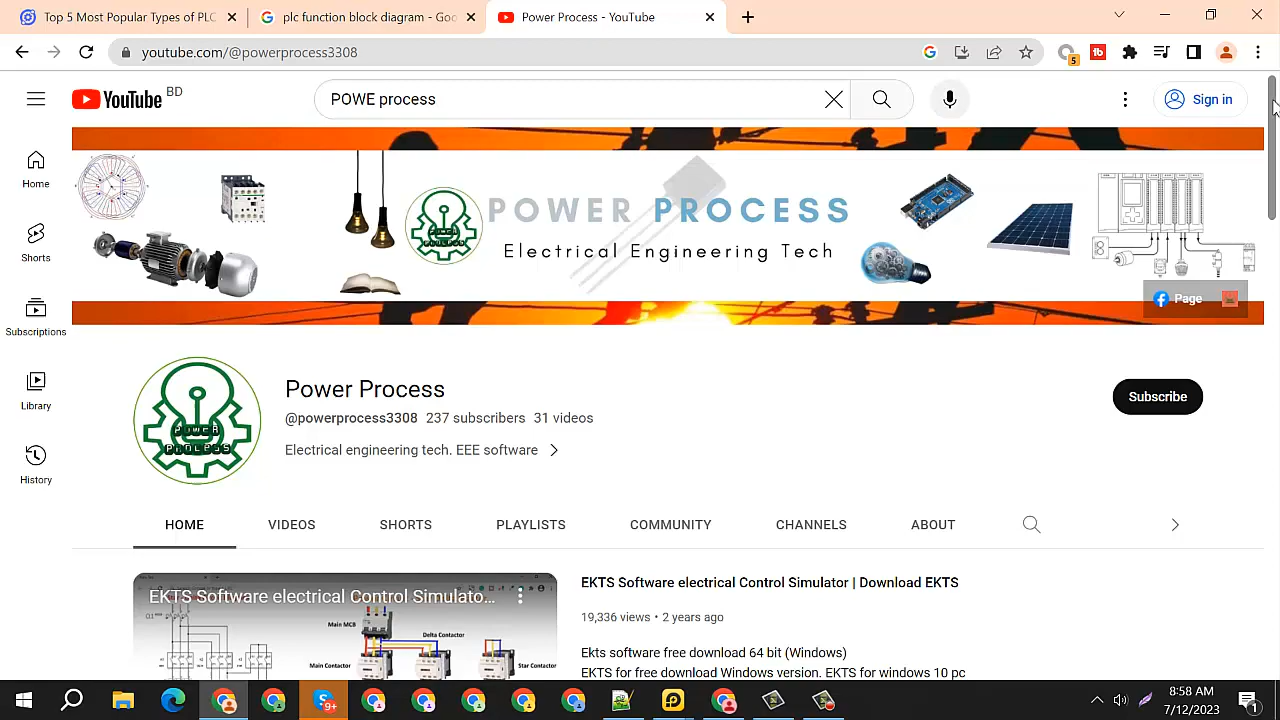 Top 5 Most Popular Types of PLC
plc function block diagram - Goo
Power Process - YouTube
youtube.com/@powerprocess3308
5
YouTube BD
POWE process
Sign in
POWER PROCESS
Electrical Engineering Tech
Page
Home
Shorts
Subscriptions
Library
History
POWER
PROCESS
Power Process
@powerprocess3308 237 subscribers 31 videos
Electrical engineering tech. EEE software
Subscribe
HOME VIDEOS SHORTS PLAYLISTS COMMUNITY CHANNELS ABOUT
EKTS Software electrical Control Simulato...
Main MCB
Delta Contactor
Main Contactor
Star Contactor
EKTS Software electrical Control Simulator | Download EKTS
19,336 views • 2 years ago
Ekts software free download 64 bit (Windows)
EKTS for free download Windows version. EKTS for windows 10 pc
9+
8:58 AM
7/12/2023
1